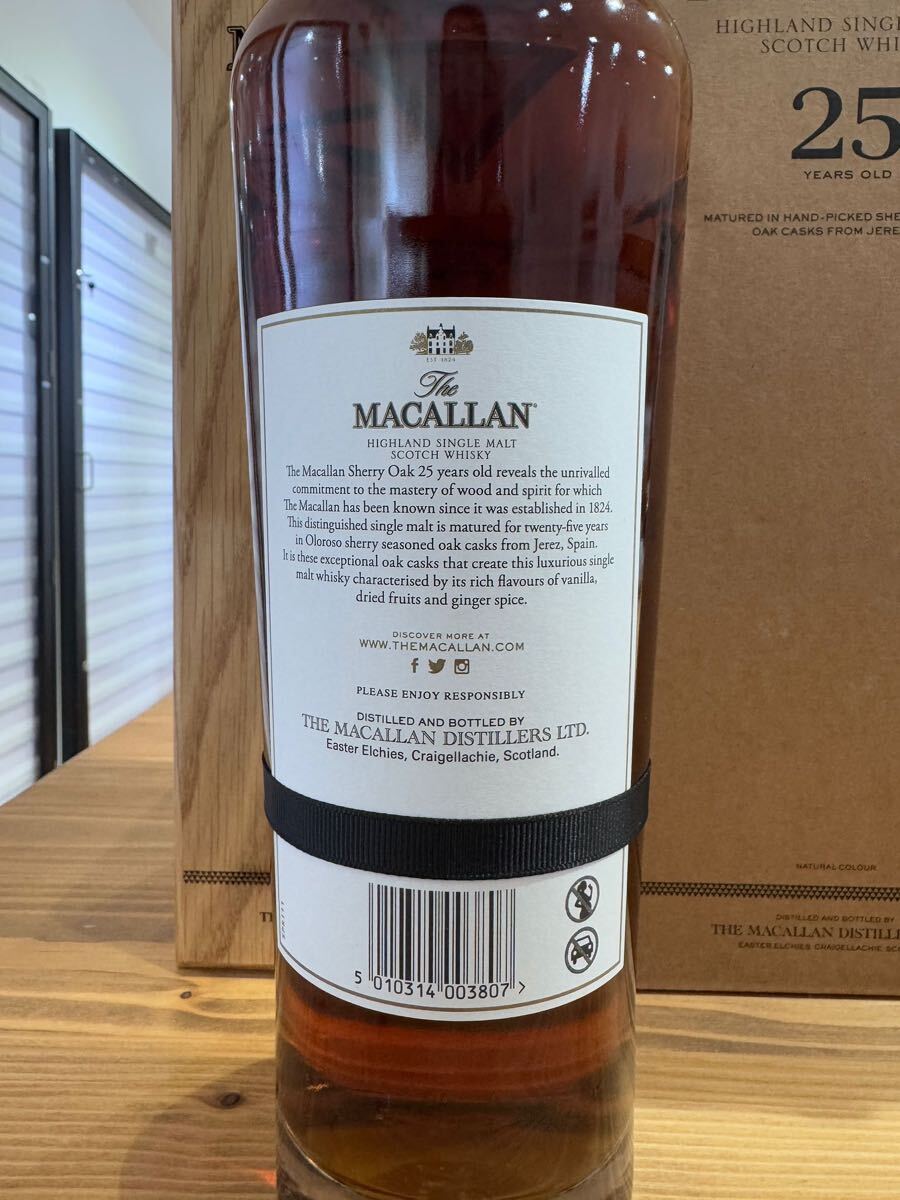 EST. 1824
The
MACALLAN®
HIGHLAND SINGLE MALT
SCOTCH WHISKY
The Macallan Sherry Oak 25 years old reveals the unrivalled
commitment to the mastery of wood and spirit for which
The Macallan has been known since it was established in 1824.
This distinguished single malt is matured for twenty-five years
in Oloroso sherry seasoned oak casks from Jerez, Spain.
It is these exceptional oak casks that create this luxurious single
malt whisky characterised by its rich flavours of vanilla,
dried fruits and ginger spice.
DISCOVER MORE AT
WWW.THEMACALLAN.COM
PLEASE ENJOY RESPONSIBLY
DISTILLED AND BOTTLED BY
THE MACALLAN DISTILLERS LTD.
Easter Elchies, Craigellachie, Scotland.
5 010314 003807 >
HIGHLAND SING
SCOTCH WHI
25
YEARS OLD
MATURED IN HAND-PICKED SHE
OAK CASKS FROM JERE
NATURAL COLOUR
DISTILLED AND BOTTLED BY
THE MACALLAN DISTILL
EASTER ELCHIES CRAIGELLACHIE SC